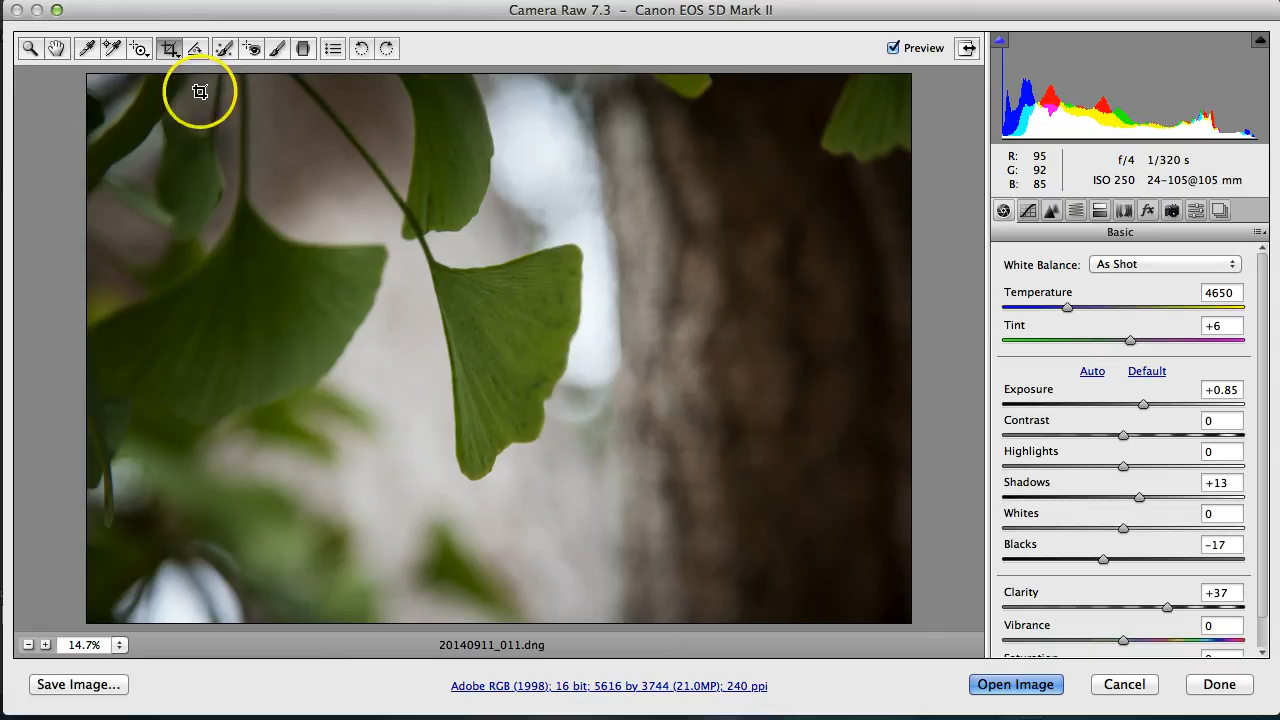 Camera Raw 7.3 - Canon EOS 5D Mark II
Preview
R: 95
G: 92
B: 85
f/4 1/320 s
ISO 250 24-105@105 mm
fx
Basic
White Balance: As Shot
Temperature 4650
Tint +6
Auto Default
Exposure +0.85
Contrast 0
Highlights 0
Shadows +13
Whites 0
Blacks -17
Clarity +37
Vibrance 0
14.7%
20140911_011.dng
Save Image...
Adobe RGB (1998); 16 bit; 5616 by 3744 (21.0MP); 240 ppi
Open Image
Cancel
Done